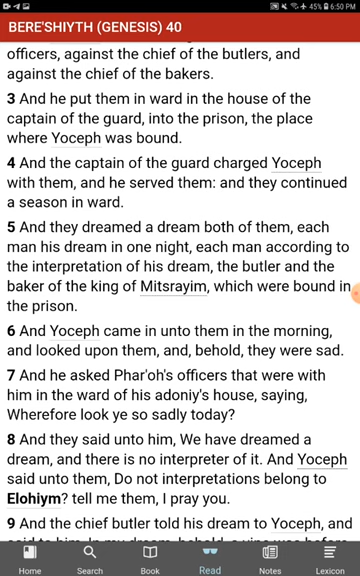 45% 6:50 PM
BERE'SHIYTH (GENESIS) 40
officers, against the chief of the butlers, and
against the chief of the bakers.
3 And he put them in ward in the house of the
captain of the guard, into the prison, the place
where Yoceph was bound.
4 And the captain of the guard charged Yoceph
with them, and he served them: and they continued
a season in ward.
5 And they dreamed a dream both of them, each
man his dream in one night, each man according to
the interpretation of his dream, the butler and the
baker of the king of Mitsrayim, which were bound in
the prison.
6 And Yoceph came in unto them in the morning,
and looked upon them, and, behold, they were sad.
7 And he asked Phar'oh's officers that were with
him in the ward of his adoniy's house, saying,
Wherefore look ye so sadly today?
8 And they said unto him, We have dreamed a
dream, and there is no interpreter of it. And Yoceph
said unto them, Do not interpretations belong to
Elohiym? tell me them, I pray you.
9 And the chief butler told his dream to Yoceph, and
Home Search Book Read Notes Lexicon